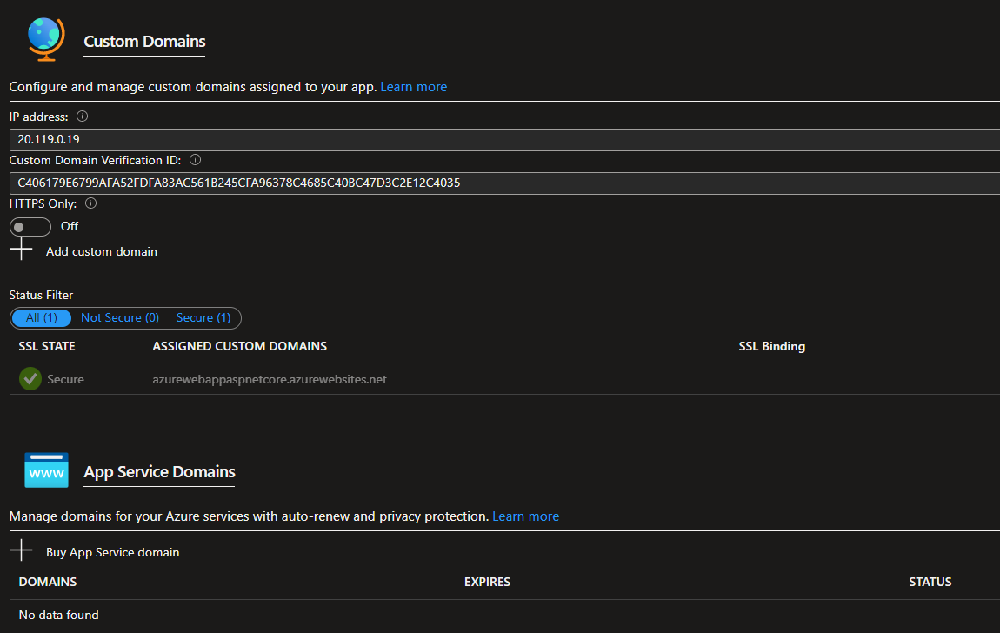 Custom Domains
Configure and manage custom domains assigned to your app. Learn more
IP address:
20.119.0.19
Custom Domain Verification ID:
C406179E6799AFA52FDFA83AC561B245CFA96378C4685C40BC47D3C2E12C4035
HTTPS Only:
Off
Add custom domain
Status Filter
All (1) Not Secure (0) Secure (1)
SSL STATE ASSIGNED CUSTOM DOMAINS SSL Binding
Secure azurewebappaspnetcore.azurewebsites.net
www App Service Domains
Manage domains for your Azure services with auto-renew and privacy protection. Learn more
Buy App Service domain
DOMAINS EXPIRES STATUS
No data found